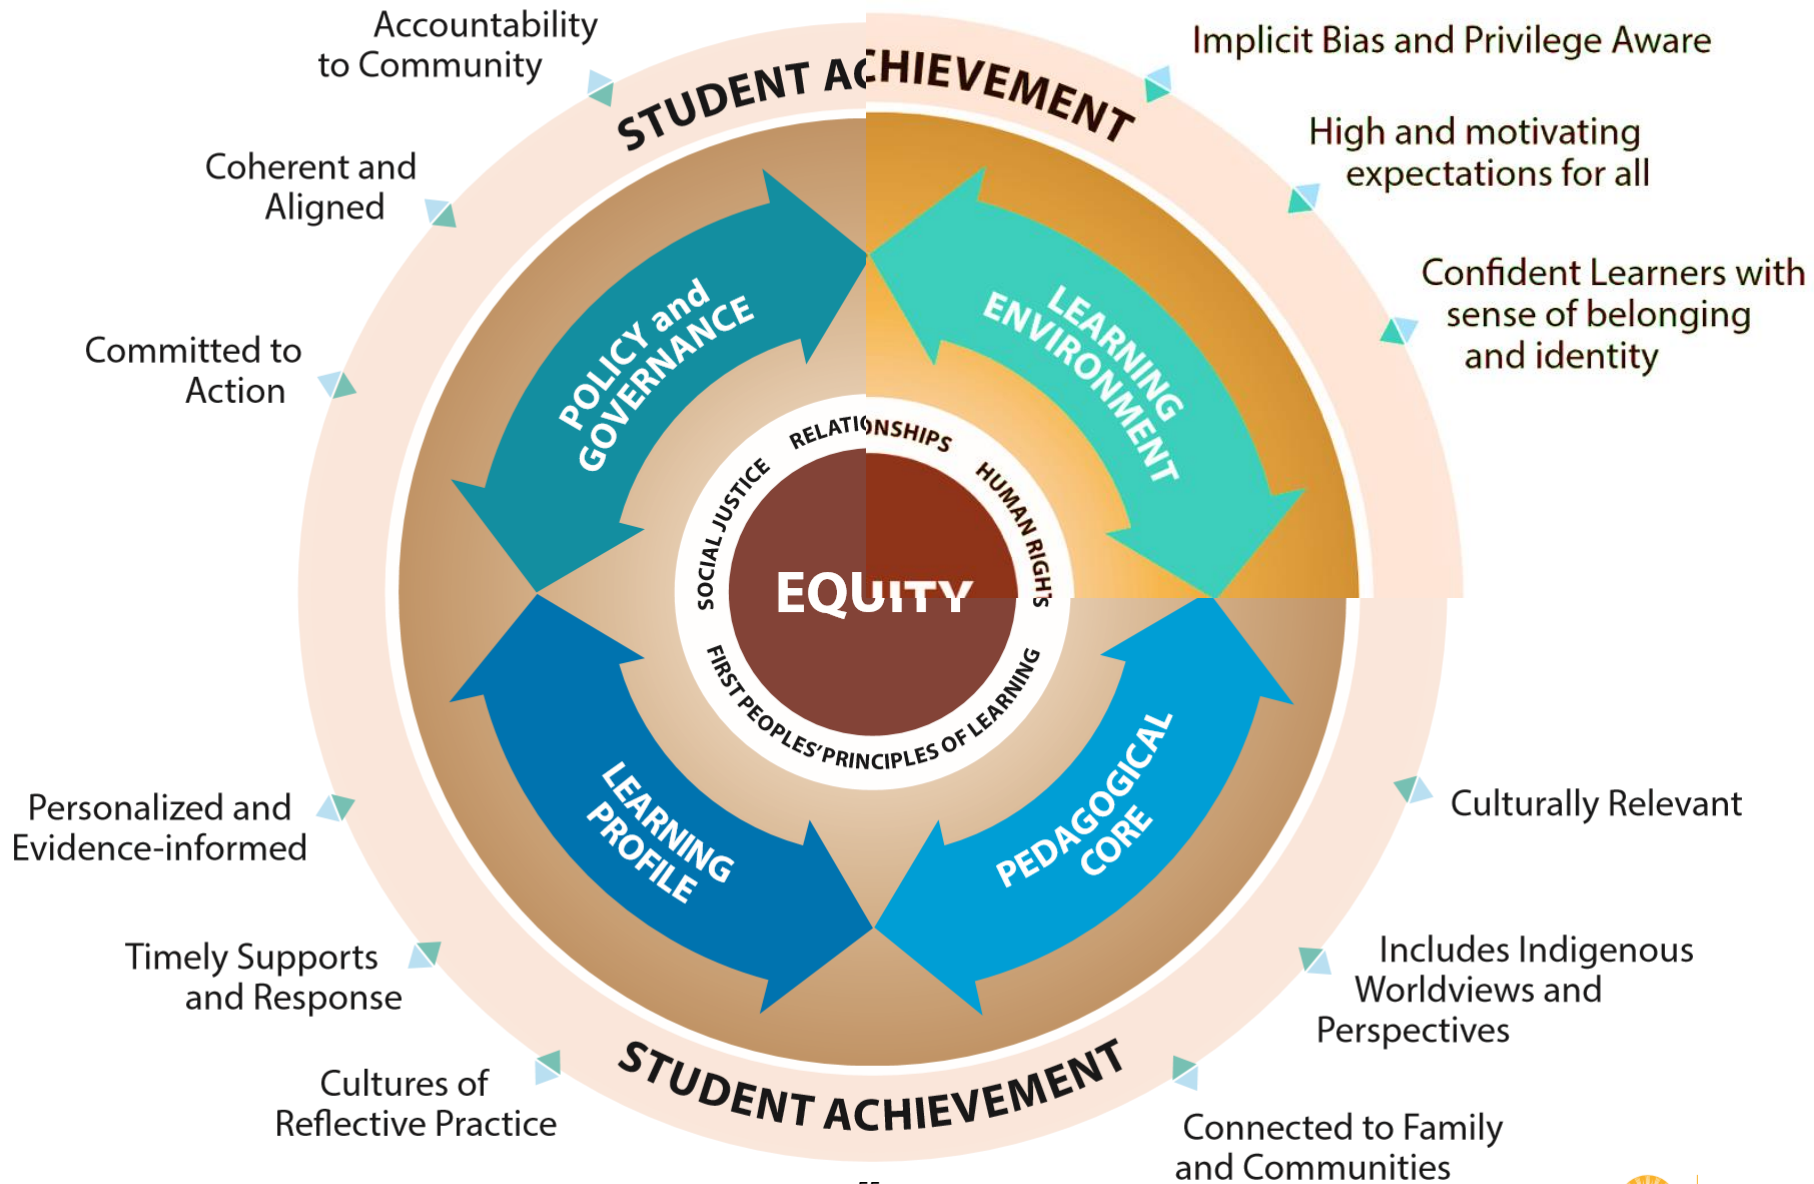 Accountability
to Community
Coherent and
Aligned
Committed to
Action
STUDENT ACHIEVEMENT
Implicit Bias and Privilege Aware
High and motivating
expectations for all
Confident Learners with
sense of belonging
and identity
POLICY and
GOVERNANCE
LEARNING
ENVIRONMENT
RELATIONSHIPS
SOCIAL JUSTICE
HUMAN RIGHTS
EQUITY
FIRST PEOPLES' PRINCIPLES OF LEARNING
LEARNING
PROFILE
PEDAGOGICAL
CORE
Personalized and
Evidence-informed
Timely Supports
and Response
Cultures of
Reflective Practice
Culturally Relevant
Includes Indigenous
Worldviews and
Perspectives
Connected to Family
and Communities
STUDENT ACHIEVEMENT